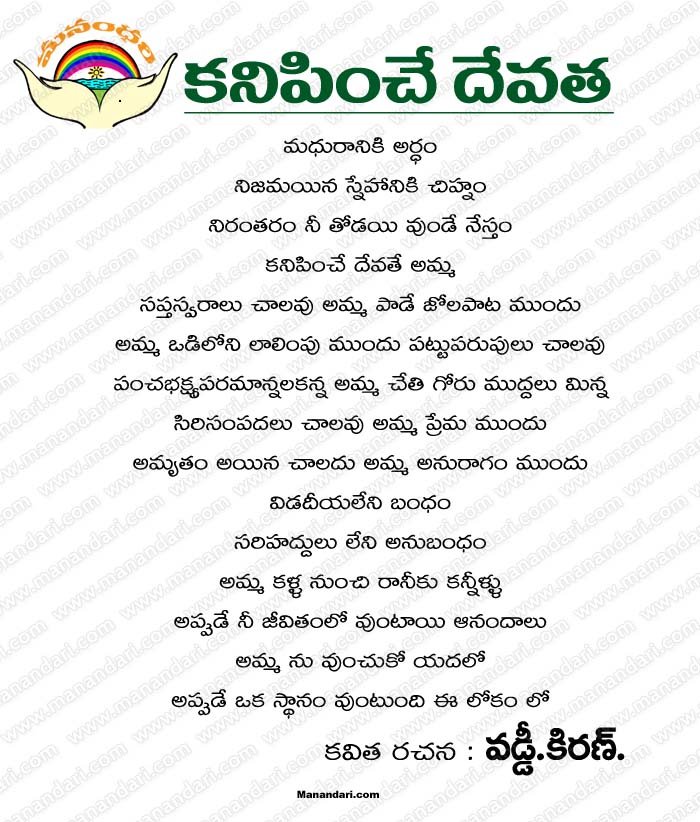 మనందరి
కనిపించే దేవత
మధురానికి అర్ధం
నిజమయిన స్నేహానికి చిహ్నం
నిరంతరం నీ తోడయి వుండే నేస్తం
కనిపించే దేవతే అమ్మ
సప్తస్వరాలు చాలవు అమ్మ పాడే జోలపాట ముందు
అమ్మ ఒడిలోని లాలింపు ముందు పట్టుపరుపులు చాలవు
పంచభక్ష్యపరమాన్నలకన్న అమ్మ చేతి గోరు ముద్దలు మిన్న
సిరిసంపదలు చాలవు అమ్మ ప్రేమ ముందు
అమృతం అయిన చాలదు అమ్మ అనురాగం ముందు
విడదీయలేని బంధం
సరిహద్దులు లేని అనుబంధం
అమ్మ కళ్ళ నుంచి రానీకు కన్నీళ్ళు
అప్పుడే నీ జీవితంలో వుంటాయి ఆనందాలు
అమ్మ ను వుంచుకో యదలో
అప్పుడే ఒక స్థానం వుంటుంది ఈ లోకం లో
కవిత రచన : వడ్డీ.కిరణ్.
Manandari.com
www.manandari.com